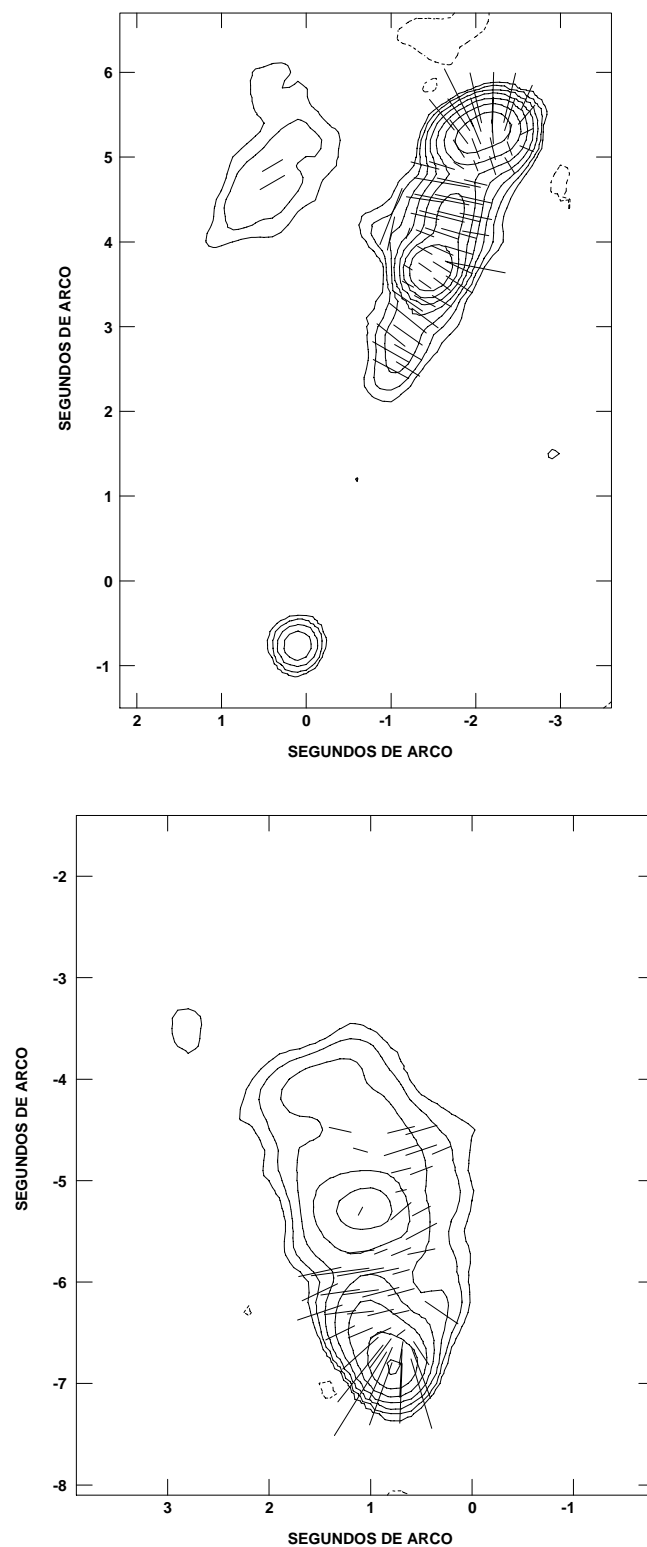 6
5
4
3
2
1
0
-1
SEGUNDOS DE ARCO
2 1 0 -1 -2 -3
SEGUNDOS DE ARCO
-2
-3
-4
-5
-6
-7
-8
SEGUNDOS DE ARCO
3 2 1 0 -1
SEGUNDOS DE ARCO